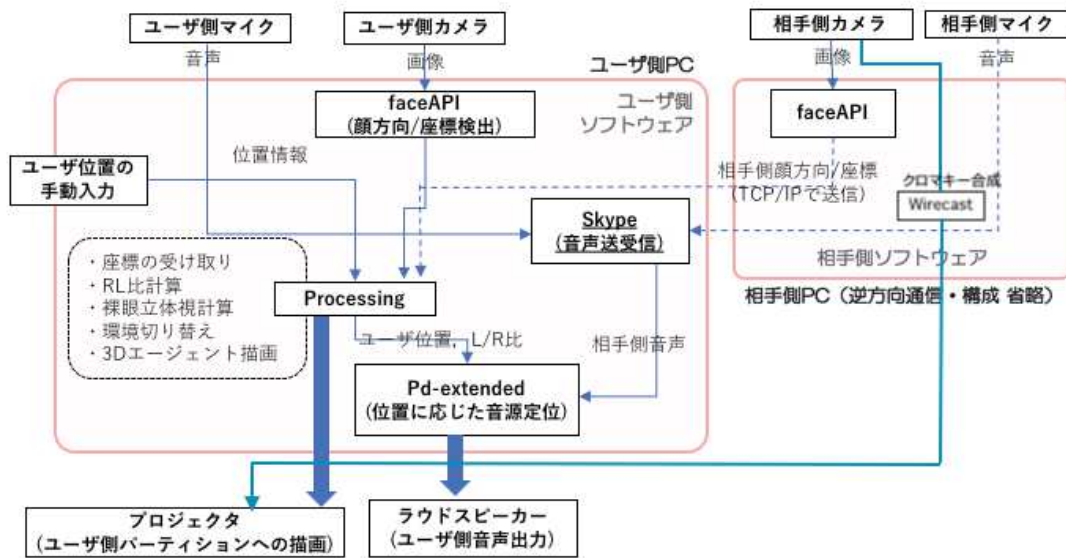 ユーザ側マイク
ユーザ側カメラ
相手側カメラ
相手側マイク
音声
画像
画像
音声
ユーザ側PC
faceAPI
(顔方向/座標検出)
ユーザ側
ソフトウェア
faceAPI
位置情報
ユーザ位置の
手動入力
相手側顔方向/座標
(TCP/IPで送信)
クロマキー合成
Wirecast
Skype
(音声送受信)
相手側ソフトウェア
・座標の受け取り
・RL比計算
・裸眼立体視計算
・環境切り替え
・3Dエージェント描画
Processing
相手側PC（逆方向通信・構成 省略）
ユーザ位置，L/R比
相手側音声
Pd-extended
(位置に応じた音源定位)
プロジェクタ
(ユーザ側パーティションへの描画)
ラウドスピーカー
(ユーザ側音声出力)